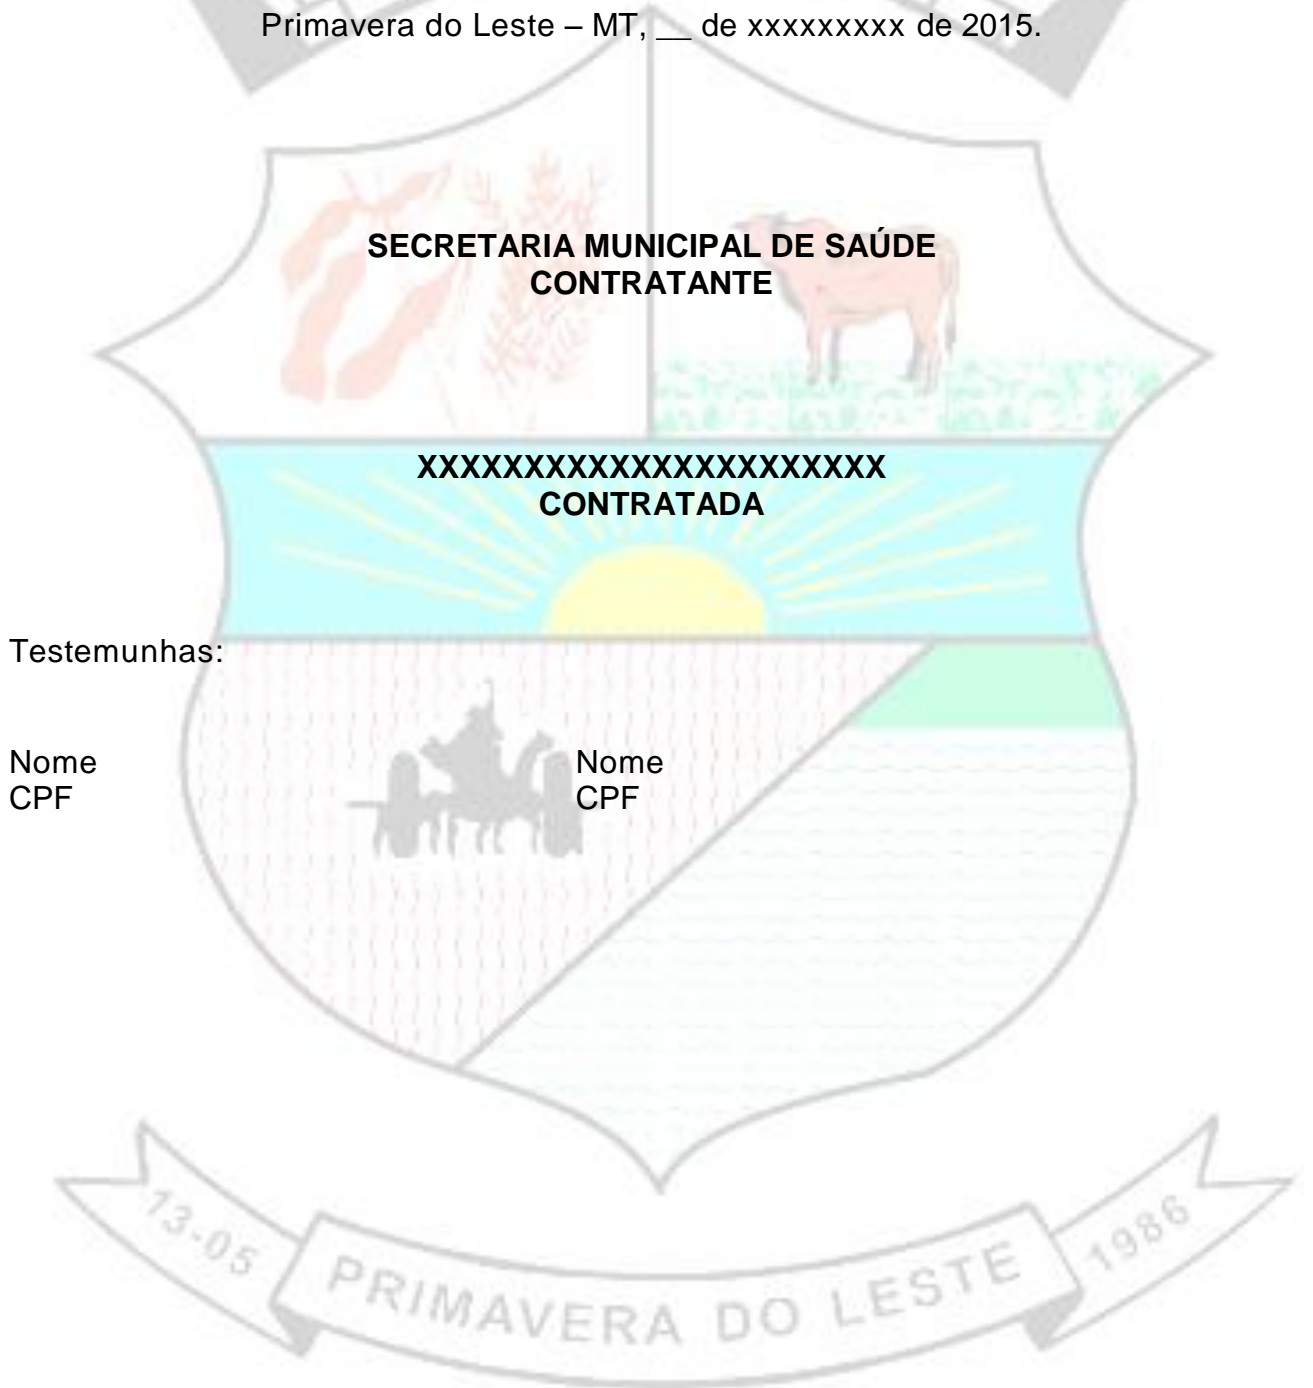 Primavera do Leste – MT, __ de xxxxxxxxx de 2015.
SECRETARIA MUNICIPAL DE SAÚDE
CONTRATANTE
XXXXXXXXXXXXXXXXXXXXXX
CONTRATADA
Testemunhas:
Nome Nome
CPF CPF
13-05 PRIMAVERA DO LESTE 1986